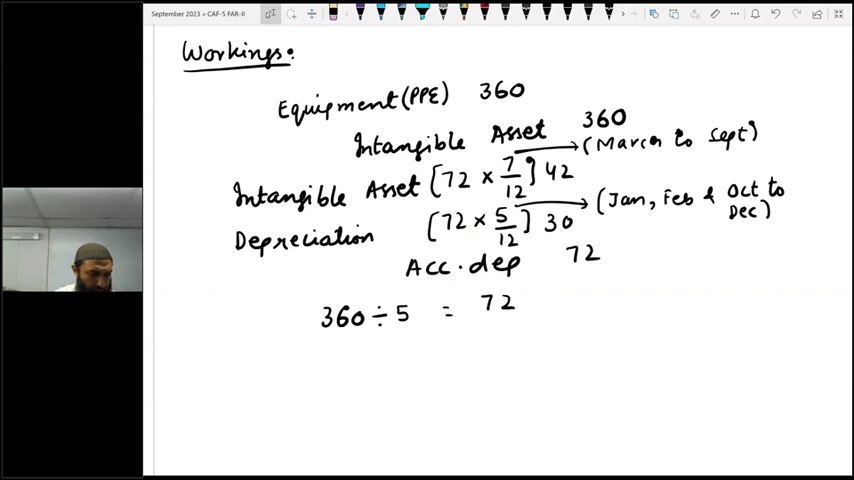 September 2023 » CAF-5 FAR-II
Workings:
Equipment (PPE) 360
Intangible Asset 360
(March to Sept)
Intangible Asset [72 × 7/12] 42
(Jan, Feb & Oct to Dec)
Depreciation [72 × 5/12] 30
Acc. dep 72
360 ÷ 5 = 72